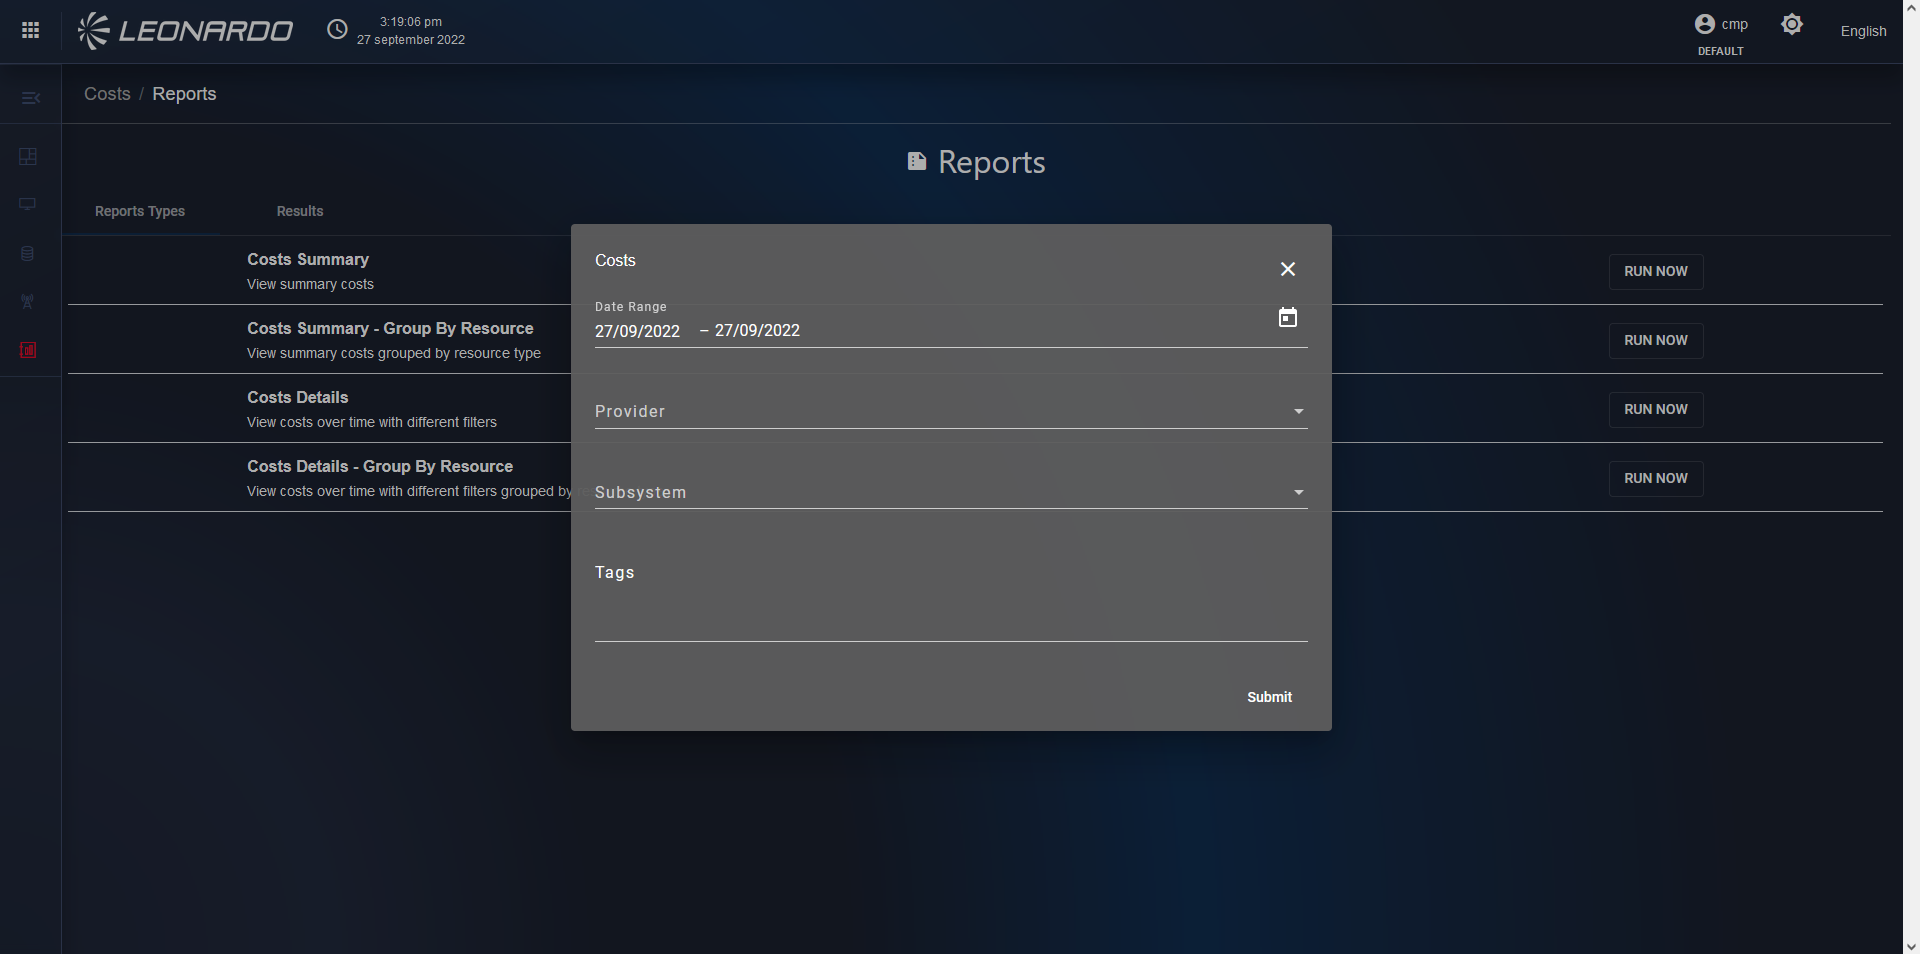 LEONARDO
3:19:06 pm
27 september 2022
cmp
DEFAULT
English
Costs / Reports
Reports
Reports Types
Results
Costs Summary
View summary costs
RUN NOW
Costs Summary - Group By Resource
View summary costs grouped by resource type
RUN NOW
Costs Details
View costs over time with different filters
RUN NOW
Costs Details - Group By Resource
View costs over time with different filters grouped by
RUN NOW
Costs
Date Range
27/09/2022 – 27/09/2022
Provider
Subsystem
Tags
Submit